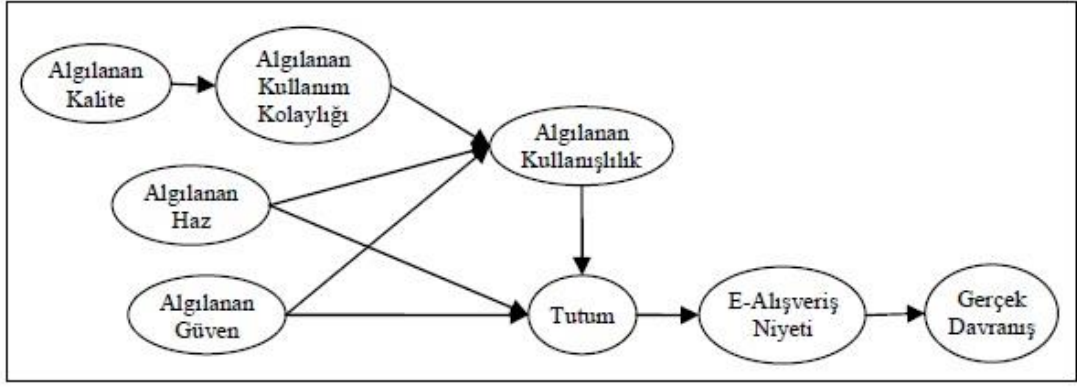 Algılanan
Kalite
Algılanan
Kullanım
Kolaylığı
Algılanan
Kullanışlılık
Algılanan
Haz
Algılanan
Güven
Tutum
E-Alışveriş
Niyeti
Gerçek
Davranış